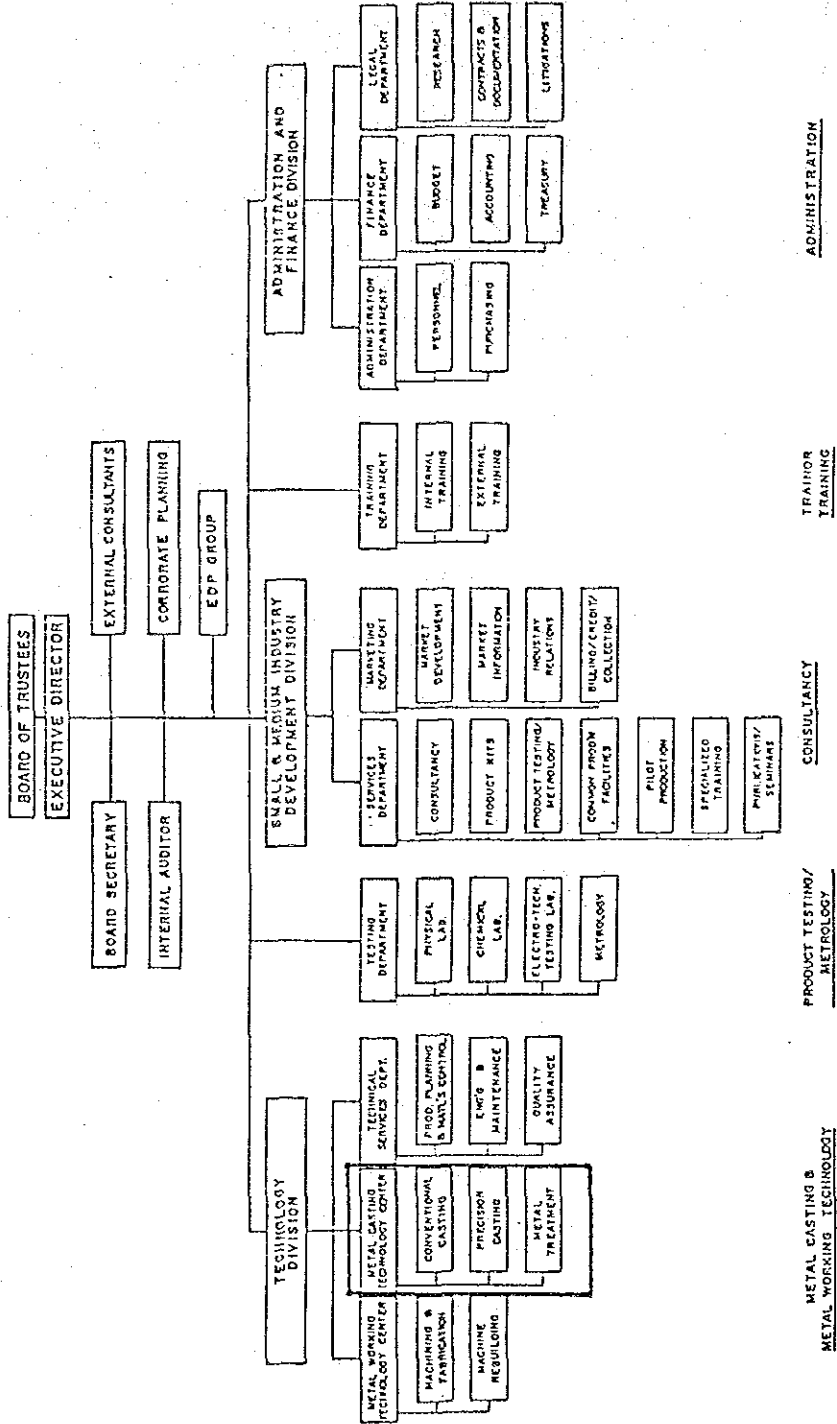 BOARD OF TRUSTEES
EXECUTIVE DIRECTOR
BOARD SECRETARY
EXTERNAL CONSULTANTS
INTERNAL AUDITOR
CORPORATE PLANNING
EDP GROUP
TECHNOLOGY
DIVISION
SMALL & MEDIUM INDUSTRY
DEVELOPMENT DIVISION
ADMINISTRATION AND
FINANCE DIVISION
METAL WORKING
TECHNOLOGY CENTER
MACHINING &
FABRICATION
MACHINE
REBUILDING
METAL CASTING
TECHNOLOGY CENTER
CONVENTIONAL
CASTING
PRECISION
CASTING
METAL
TREATMENT
TECHNICAL
SERVICES DEPT.
PROD. PLANNING
& MAT'L'S CONTROL
ENG'G &
MAINTENANCE
QUALITY
ASSURANCE
TESTING
DEPARTMENT
PHYSICAL
LAB.
CHEMICAL
LAB.
ELECTRO-TECH.
TESTING LAB.
METROLOGY
SERVICES
DEPARTMENT
CONSULTANCY
PRODUCT KITS
PRODUCT TESTING/
METROLOGY
COMMON PROD'N
FACILITIES
PILOT
PRODUCTION
SPECIALIZED
TRAINING
SEMINARS
MARKETING
DEPARTMENT
MARKET
DEVELOPMENT
MARKET
INFORMATION
INDUSTRY
RELATIONS
BILLING/CREDIT/
COLLECTION
TRAINING
DEPARTMENT
INTERNAL
TRAINING
EXTERNAL
TRAINING
ADMINISTRATION
DEPARTMENT
PERSONNEL
PURCHASING
FINANCE
DEPARTMENT
BUDGET
ACCOUNTING
TREASURY
LEGAL
DEPARTMENT
RESEARCH
CONTRACTS &
DOCUMENTATION
LITIGATIONS
METAL CASTING &
METAL WORKING TECHNOLOGY
PRODUCT TESTING/
METROLOGY
CONSULTANCY
TRAINOR
TRAINING
ADMINISTRATION